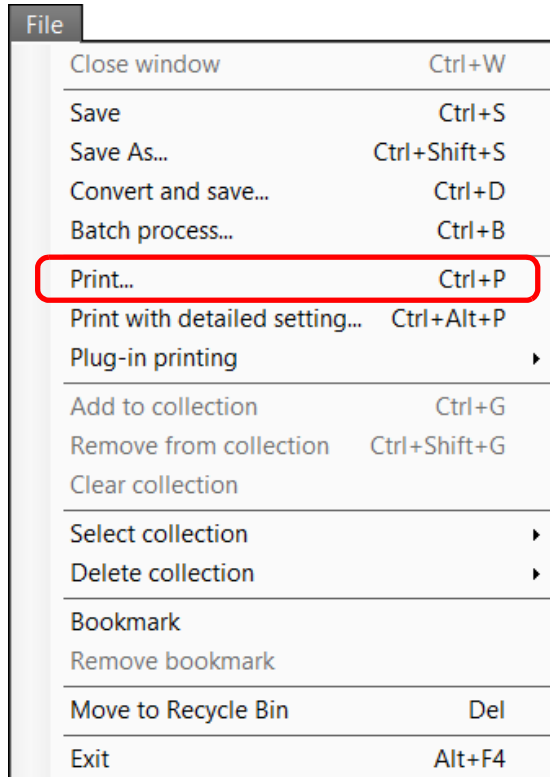 File
Close window Ctrl+W
Save Ctrl+S
Save As... Ctrl+Shift+S
Convert and save... Ctrl+D
Batch process... Ctrl+B
Print... Ctrl+P
Print with detailed setting... Ctrl+Alt+P
Plug-in printing
Add to collection Ctrl+G
Remove from collection Ctrl+Shift+G
Clear collection
Select collection
Delete collection
Bookmark
Remove bookmark
Move to Recycle Bin Del
Exit Alt+F4